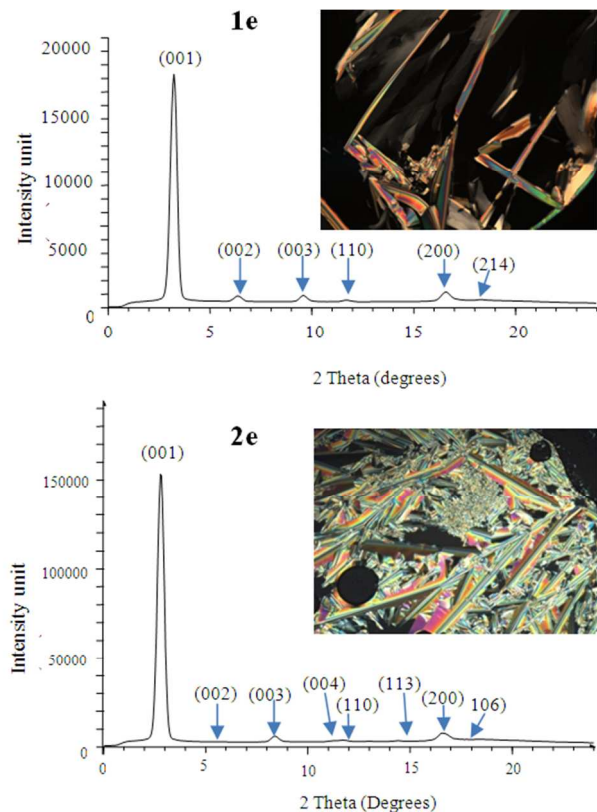 1e
20000
(001)
15000
10000
Intensity unit
5000
(002)
(003)
(110)
(200)
(214)
0
0 5 10 15 20
2 Theta (degrees)
2e
(001)
150000
100000
Intensity unit
50000
(002)
(003)
(004)
(110)
(113)
(200)
106)
0
0 5 10 15 20
2 Theta (Degrees)